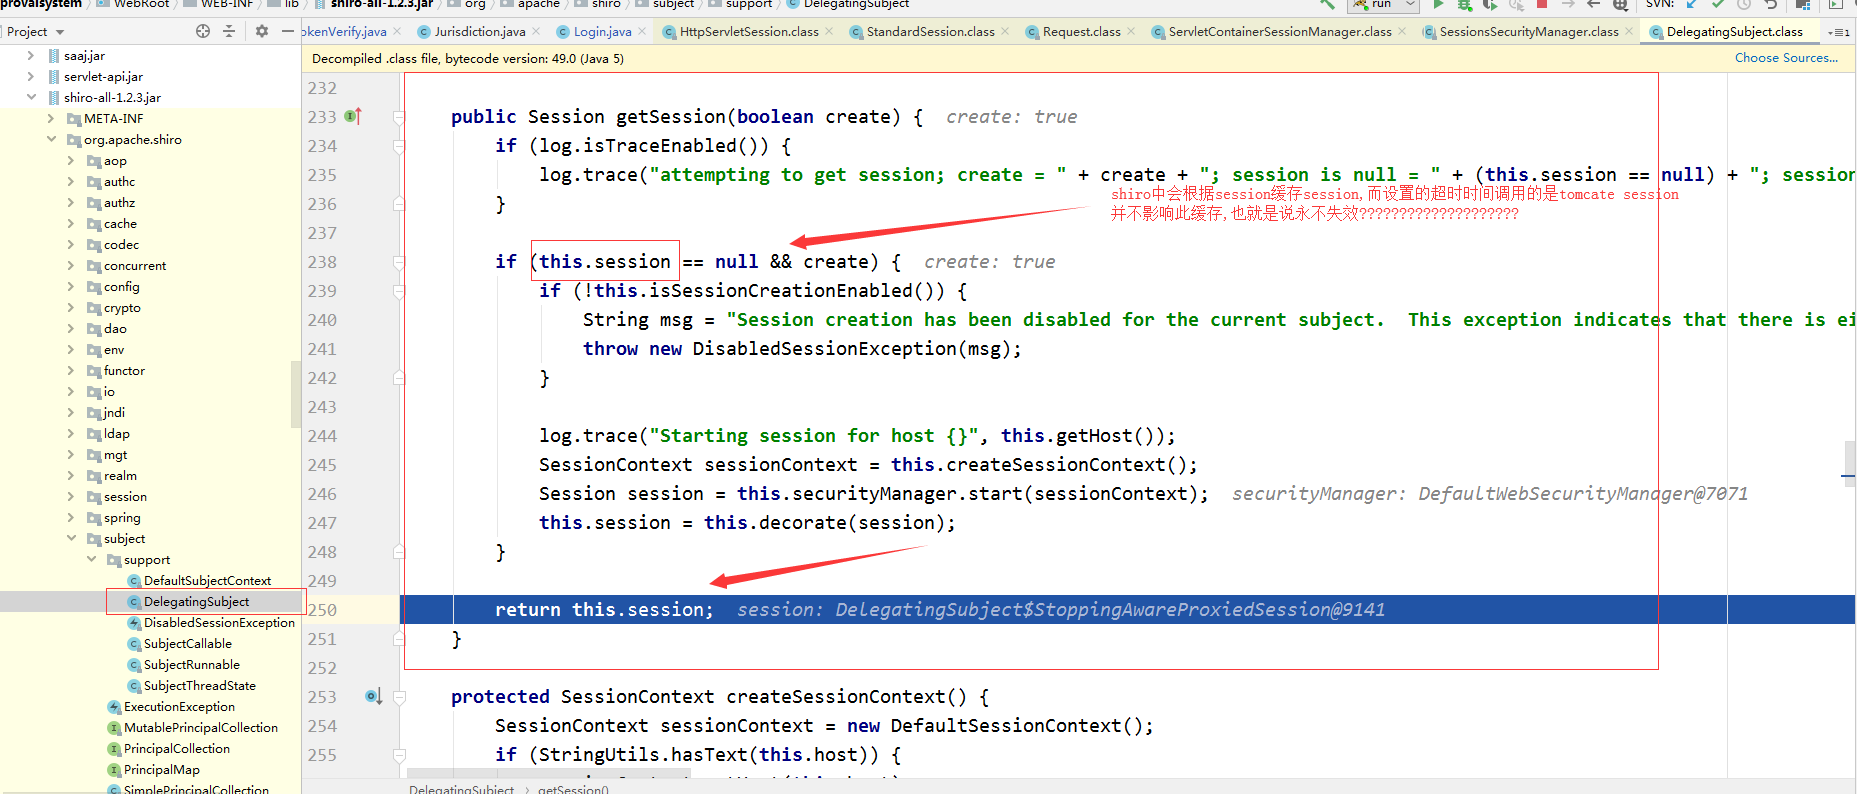 provalsystem WebRoot WEB-INF lib shiro-all-1.2.3.jar org apache shiro subject support DelegatingSubject run SVN:
Project okenVerify.java Jurisdiction.java Login.java HttpServletSession.class StandardSession.class Request.class ServletContainerSessionManager.class SessionsSecurityManager.class DelegatingSubject.class
Decompiled .class file, bytecode version: 49.0 (Java 5) Choose Sources...
saaj.jar
servlet-api.jar
shiro-all-1.2.3.jar
META-INF
org.apache.shiro
aop
authc
authz
cache
codec
concurrent
config
crypto
dao
env
functor
io
jndi
ldap
mgt
realm
session
spring
subject
support
DefaultSubjectContext
DelegatingSubject
DisabledSessionException
SubjectCallable
SubjectRunnable
SubjectThreadState
ExecutionException
MutablePrincipalCollection
PrincipalCollection
PrincipalMap
SimplePrincipalCollection
232
233 public Session getSession(boolean create) { create: true
234 if (log.isTraceEnabled()) {
235 log.trace("attempting to get session; create = " + create + "; session is null = " + (this.session == null) + "; session
236 }
shiro中会根据session缓存session,而设置的超时时间调用的是tomcate session
并不影响此缓存,也就是说永不失效????????????????????
237
238 if (this.session == null && create) { create: true
239 if (!this.isSessionCreationEnabled()) {
240 String msg = "Session creation has been disabled for the current subject.  This exception indicates that there is ei
241 throw new DisabledSessionException(msg);
242 }
243
244 log.trace("Starting session for host {}", this.getHost());
245 SessionContext sessionContext = this.createSessionContext();
246 Session session = this.securityManager.start(sessionContext); securityManager: DefaultWebSecurityManager@7071
247 this.session = this.decorate(session);
248 }
249
250 return this.session; session: DelegatingSubject$StoppingAwareProxiedSession@9141
251 }
252
253 protected SessionContext createSessionContext() {
254 SessionContext sessionContext = new DefaultSessionContext();
255 if (StringUtils.hasText(this.host)) {
DelegatingSubject getSession()